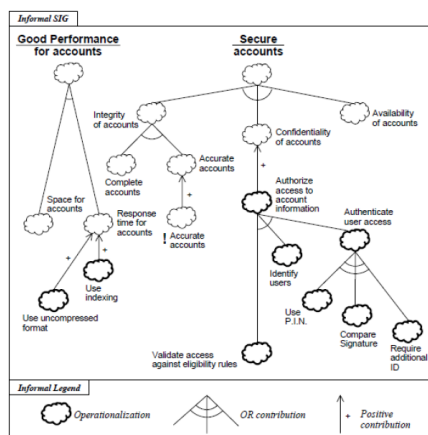 Informal SIG
Good Performance
for accounts
Secure
accounts
Integrity
of accounts
Confidentiality
of accounts
Availability
of accounts
Complete
accounts
Accurate
accounts
Authorize
access to
account
information
Authenticate
user access
Space for
accounts
Response
time for
accounts
!
Accurate
accounts
Identify
users
Use
indexing
Use uncompressed
format
Use
P.I.N.
Compare
Signature
Require
additional
ID
Validate access
against eligibility rules
+
+
+
+
Informal Legend
Operationalization
OR contribution
+
Positive
contribution